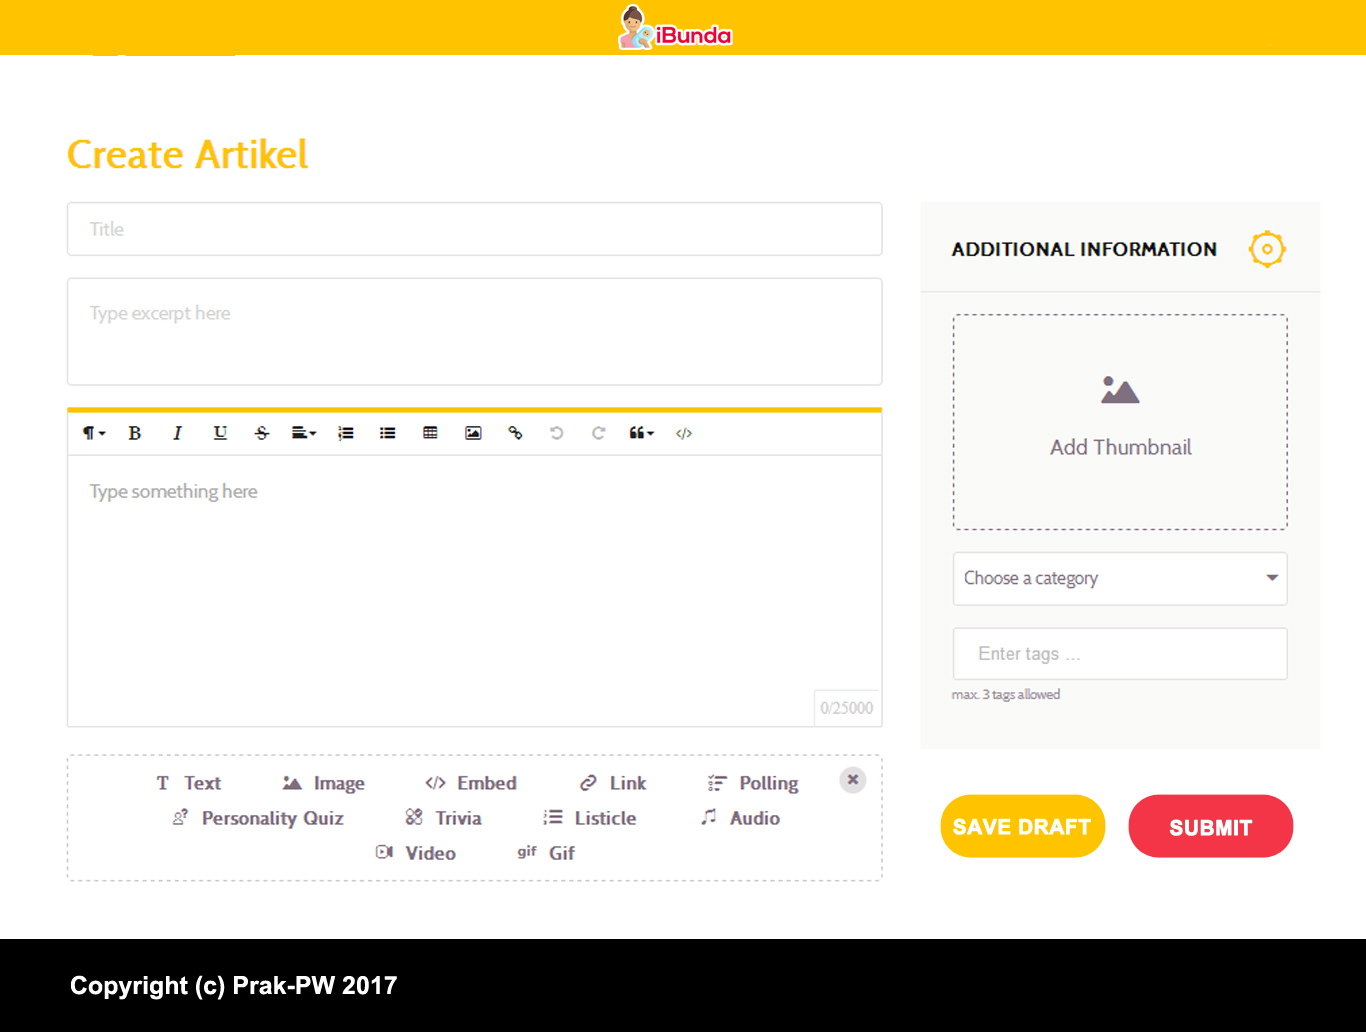 iBunda
Create Artikel
Title
Type excerpt here
B I U S
Type something here
0/25000
T Text Image </> Embed Link Polling
Personality Quiz Trivia Listicle Audio
Video gif Gif
ADDITIONAL INFORMATION
Add Thumbnail
Choose a category
Enter tags ...
max. 3 tags allowed
SAVE DRAFT SUBMIT
Copyright (c) Prak-PW 2017